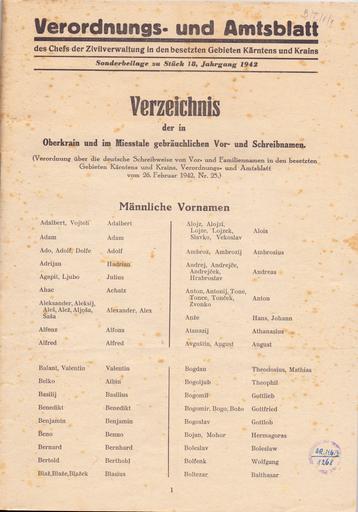 Verordnungs- und Amtsblatt
des Chefs der Zivilverwaltung in den besetzten Gebieten Kärntens und Krains
Sonderbeilage zu Stück 18, Jahrgang 1942
Verzeichnis
der in
Oberkrain und im Miesstale gebräuchlichen Vor- und Schreibnamen.
(Verordnung über die deutsche Schreibweise von Vor- und Familiennamen in den besetzten
Gebieten Kärntens und Krains, Verordnungs- und Amtsblatt
vom 26. Februar 1942, Nr. 25.)
Männliche Vornamen
Adalbert, Vojteh Adalbert
Adam Adam
Ado, Adolf, Dolfe Adolf
Adrijan Hadrian
Agapit, Ljubo Julius
Ahac Achatz
Aleksander, Aleksij,
Aleš, Alež, Aljoša, Alexander, Alex
Saša
Alfonz Alfons
Alfred Alfred
Alojz, Alojzi,
Lojze, Lojzek, Alois
Slavko, Vekoslav
Ambrož, Ambrozij Ambrosius
Andrej, Andrejče,
Andrejček, Andreas
Hrabroslav
Anton, Antonij, Tone,
Tonce, Tonček, Anton
Zvonko
Anže Hans, Johann
Atanazij Athanasius
Avguštin, Avgust August
Balant, Valentin Valentin
Belko Albin
Basilij Basilius
Benedikt Benedikt
Benjamin Benjamin
Beno Benno
Bernard Bernhard
Bertold Berthold
Blaž, Blaže, Blažek Blasius
Bogdan Theodosius, Mathias
Bogoljub Theophil
Bogomil Gottlieb
Bogomir, Bogo, Božo Gottfried
Bogoslav Gottlob
Bojan, Mohor Hermagoras
Boleslav Boleslaw
Bolfenk Wolfgang
Boltezar Balthasar
1